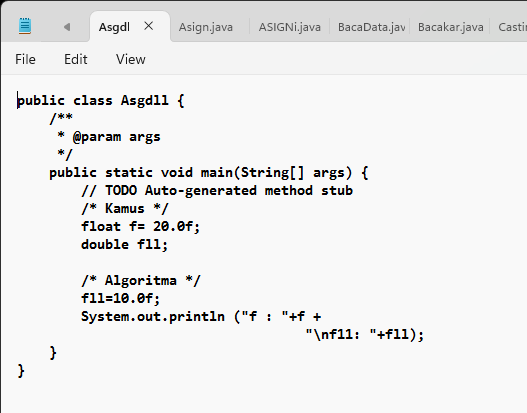 Asgdl
Asign.java
ASIGNi.java
BacaData.jav
Bacakar.java
Casti
File
Edit
View
public class Asgdll {
/**
* @param args
*/
public static void main(String[] args) {
// TODO Auto-generated method stub
/* Kamus */
float f= 20.0f;
double fll;
/* Algoritma */
fll=10.0f;
System.out.println ("f : "+f +
"\nf11: "+fll);
}
}